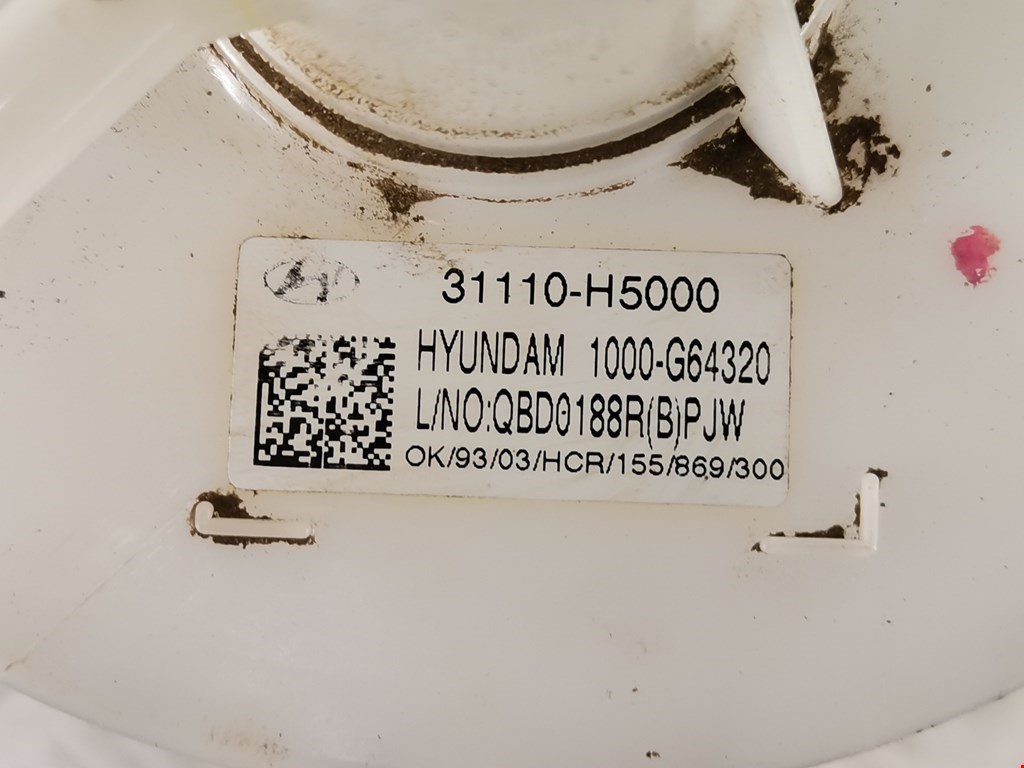 31110-H5000
HYUNDAM 1000-G64320
L/NO:QBD0188R(B)PJW
OK/93/03/HCR/155/869/300